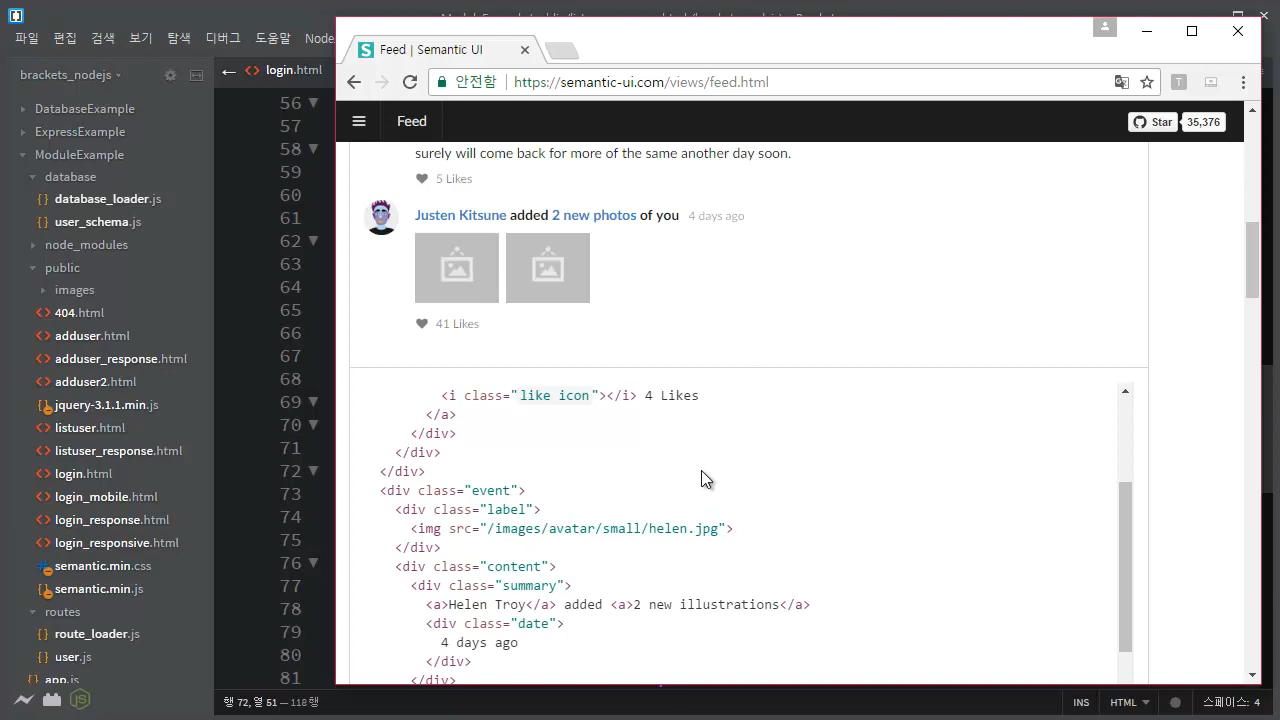 파일 편집 검색 보기 탐색 디버그 도움말 Node
brackets_nodejs
DatabaseExample
ExpressExample
ModuleExample
database
database_loader.js
user_schema.js
node_modules
public
images
404.html
adduser.html
adduser_response.html
adduser2.html
jquery-3.1.1.min.js
listuser.html
listuser_response.html
login.html
login_mobile.html
login_response.html
login_responsive.html
semantic.min.css
semantic.min.js
routes
route_loader.js
user.js
app.js
login.html
56
57
58
59
60
61
62
63
64
65
66
67
68
69
70
71
72
73
74
75
76
77
78
79
80
81
Feed | Semantic UI
안전함 https://semantic-ui.com/views/feed.html
Feed
Star 35,376
surely will come back for more of the same another day soon.
5 Likes
Justen Kitsune added 2 new photos of you 4 days ago
41 Likes
<i class="like icon"></i> 4 Likes
</a>
</div>
</div>
</div>
<div class="event">
<div class="label">
<img src="/images/avatar/small/helen.jpg">
</div>
<div class="content">
<div class="summary">
<a>Helen Troy</a> added <a>2 new illustrations</a>
<div class="date">
4 days ago
</div>
</div>
행 72, 열 51 — 118 행
INS HTML 스페이스: 4